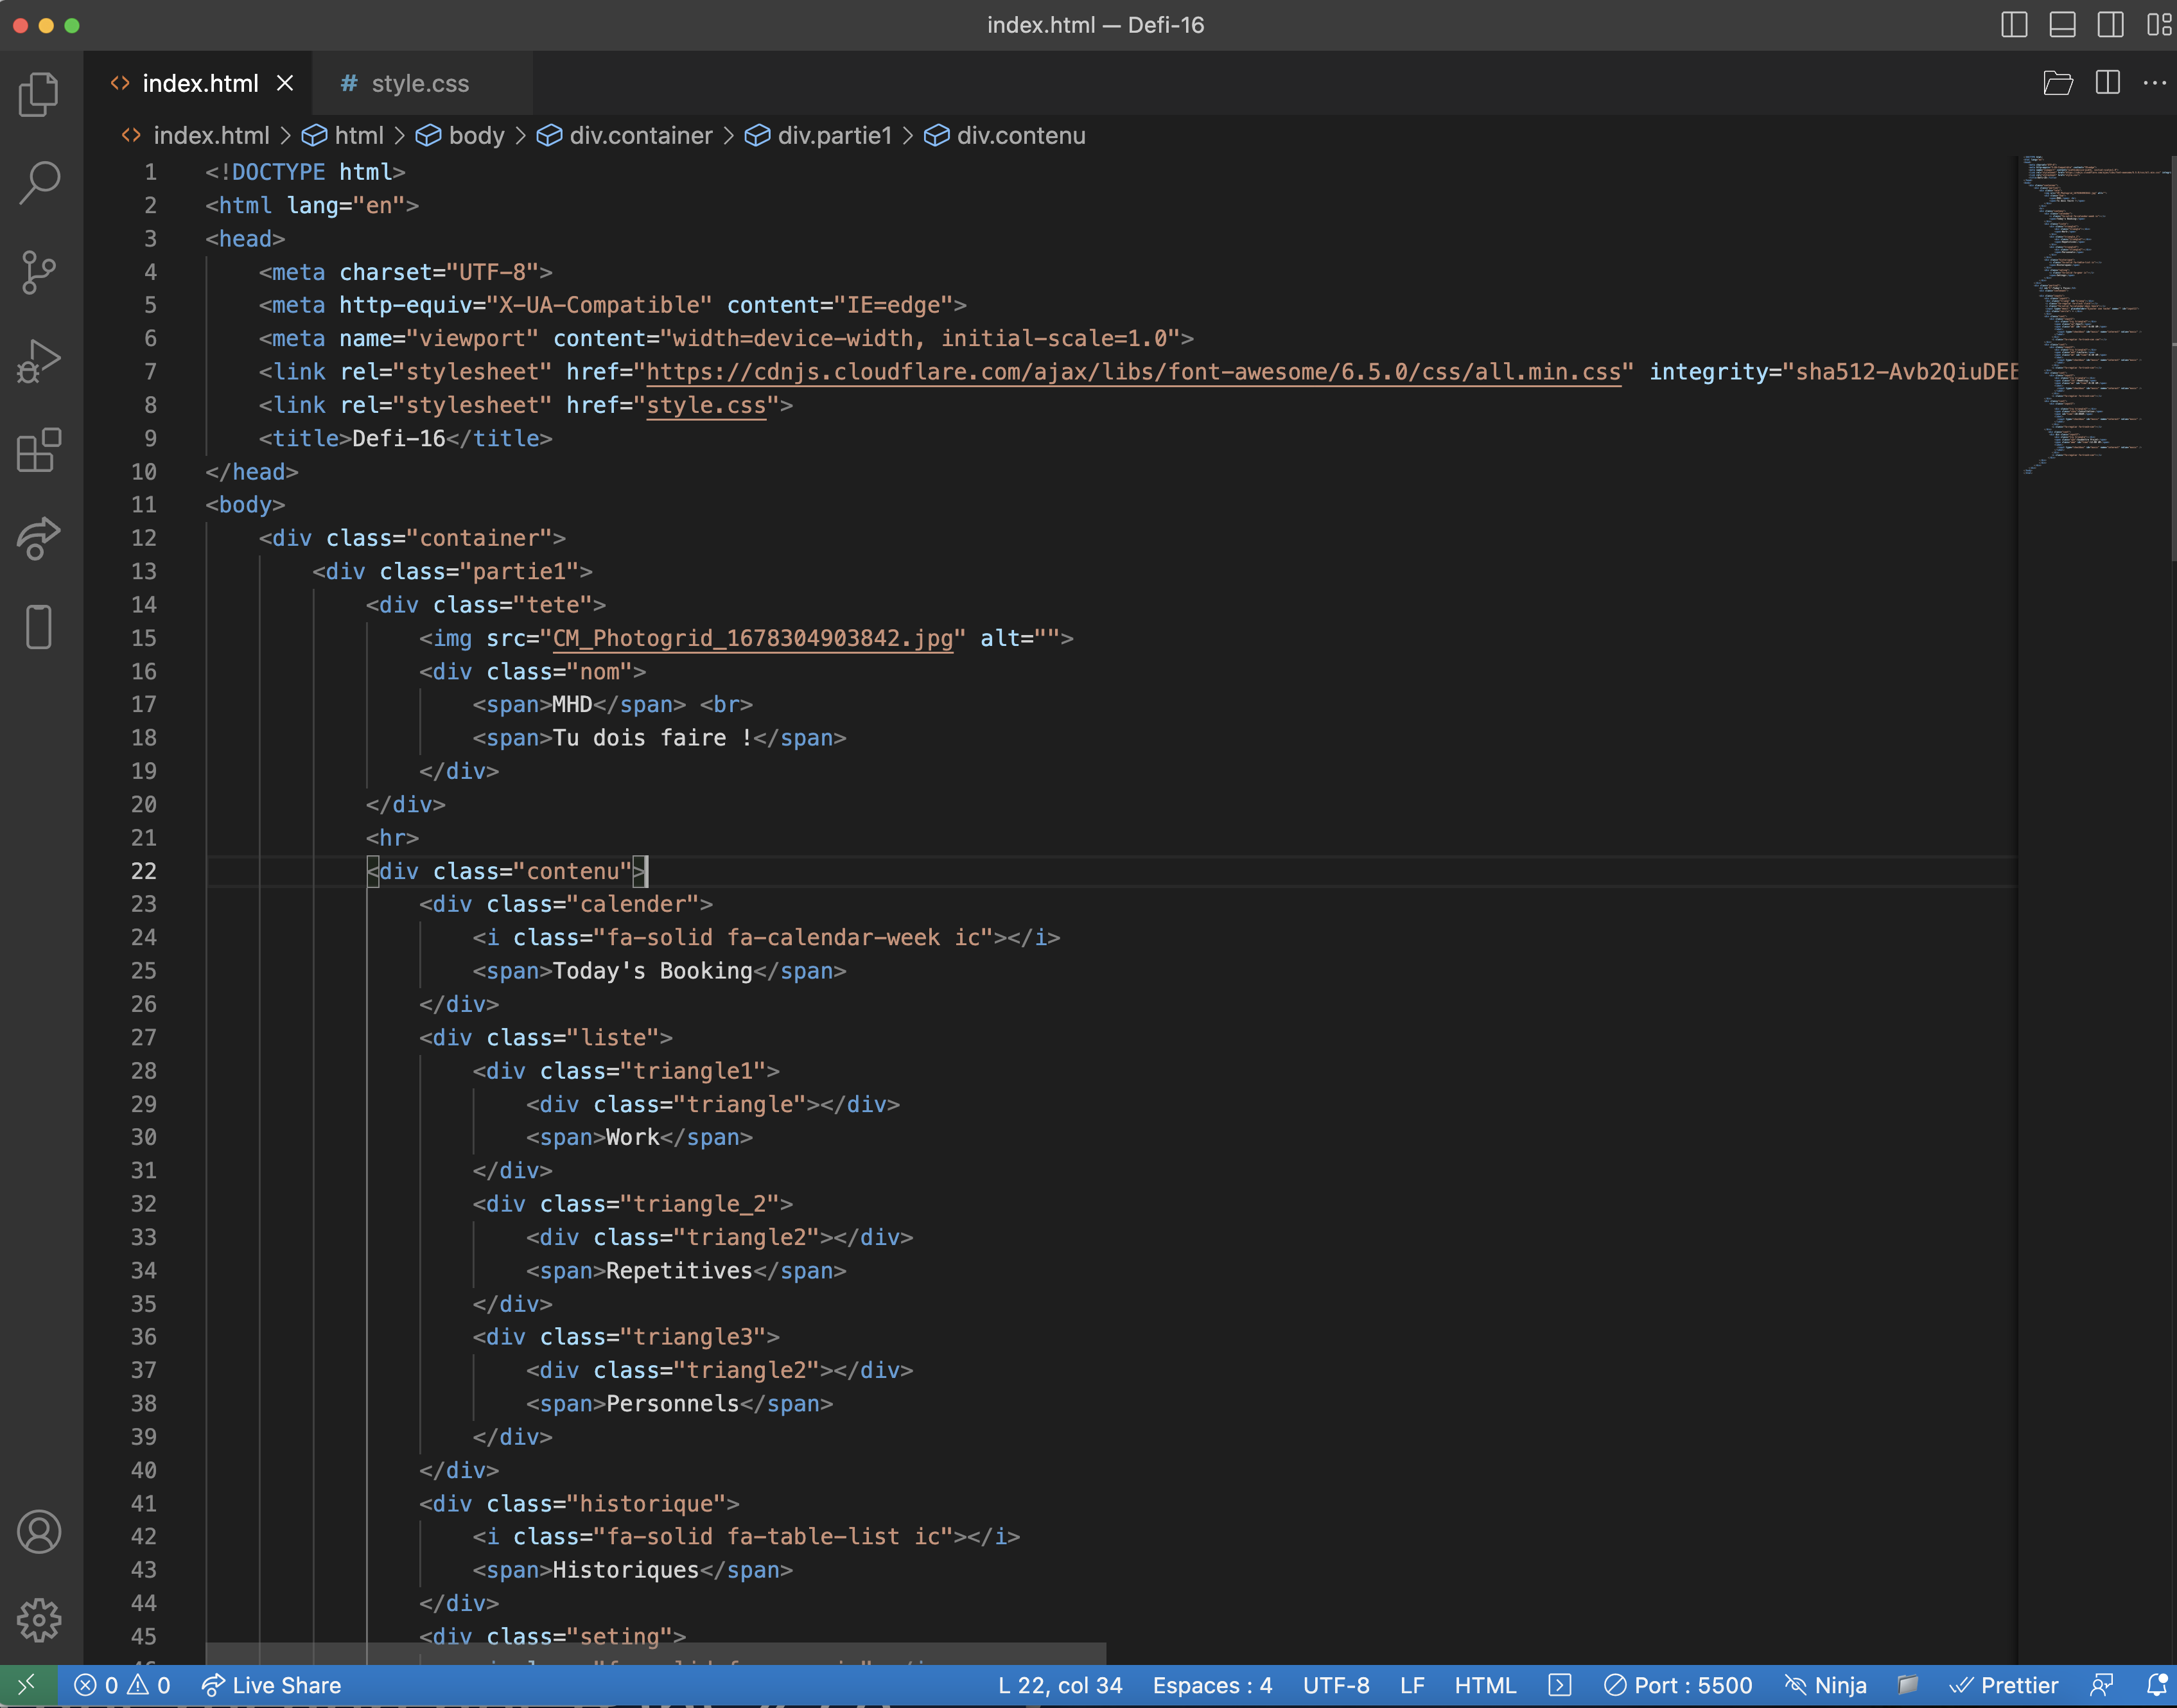 index.html — Defi-16
index.html
# style.css
index.html > html > body > div.container > div.partie1 > div.contenu
1 <!DOCTYPE html>
2 <html lang="en">
3 <head>
4 <meta charset="UTF-8">
5 <meta http-equiv="X-UA-Compatible" content="IE=edge">
6 <meta name="viewport" content="width=device-width, initial-scale=1.0">
7 <link rel="stylesheet" href="https://cdnjs.cloudflare.com/ajax/libs/font-awesome/6.5.0/css/all.min.css" integrity="sha512-Avb2QiuDEE
8 <link rel="stylesheet" href="style.css">
9 <title>Defi-16</title>
10 </head>
11 <body>
12 <div class="container">
13 <div class="partie1">
14 <div class="tete">
15 <img src="CM_Photogrid_1678304903842.jpg" alt="">
16 <div class="nom">
17 <span>MHD</span> <br>
18 <span>Tu dois faire !</span>
19 </div>
20 </div>
21 <hr>
22 <div class="contenu">
23 <div class="calender">
24 <i class="fa-solid fa-calendar-week ic"></i>
25 <span>Today's Booking</span>
26 </div>
27 <div class="liste">
28 <div class="triangle1">
29 <div class="triangle"></div>
30 <span>Work</span>
31 </div>
32 <div class="triangle_2">
33 <div class="triangle2"></div>
34 <span>Repetitives</span>
35 </div>
36 <div class="triangle3">
37 <div class="triangle2"></div>
38 <span>Personnels</span>
39 </div>
40 </div>
41 <div class="historique">
42 <i class="fa-solid fa-table-list ic"></i>
43 <span>Historiques</span>
44 </div>
45 <div class="seting">
0 0 Live Share L 22, col 34 Espaces : 4 UTF-8 LF HTML Port : 5500 Ninja Prettier